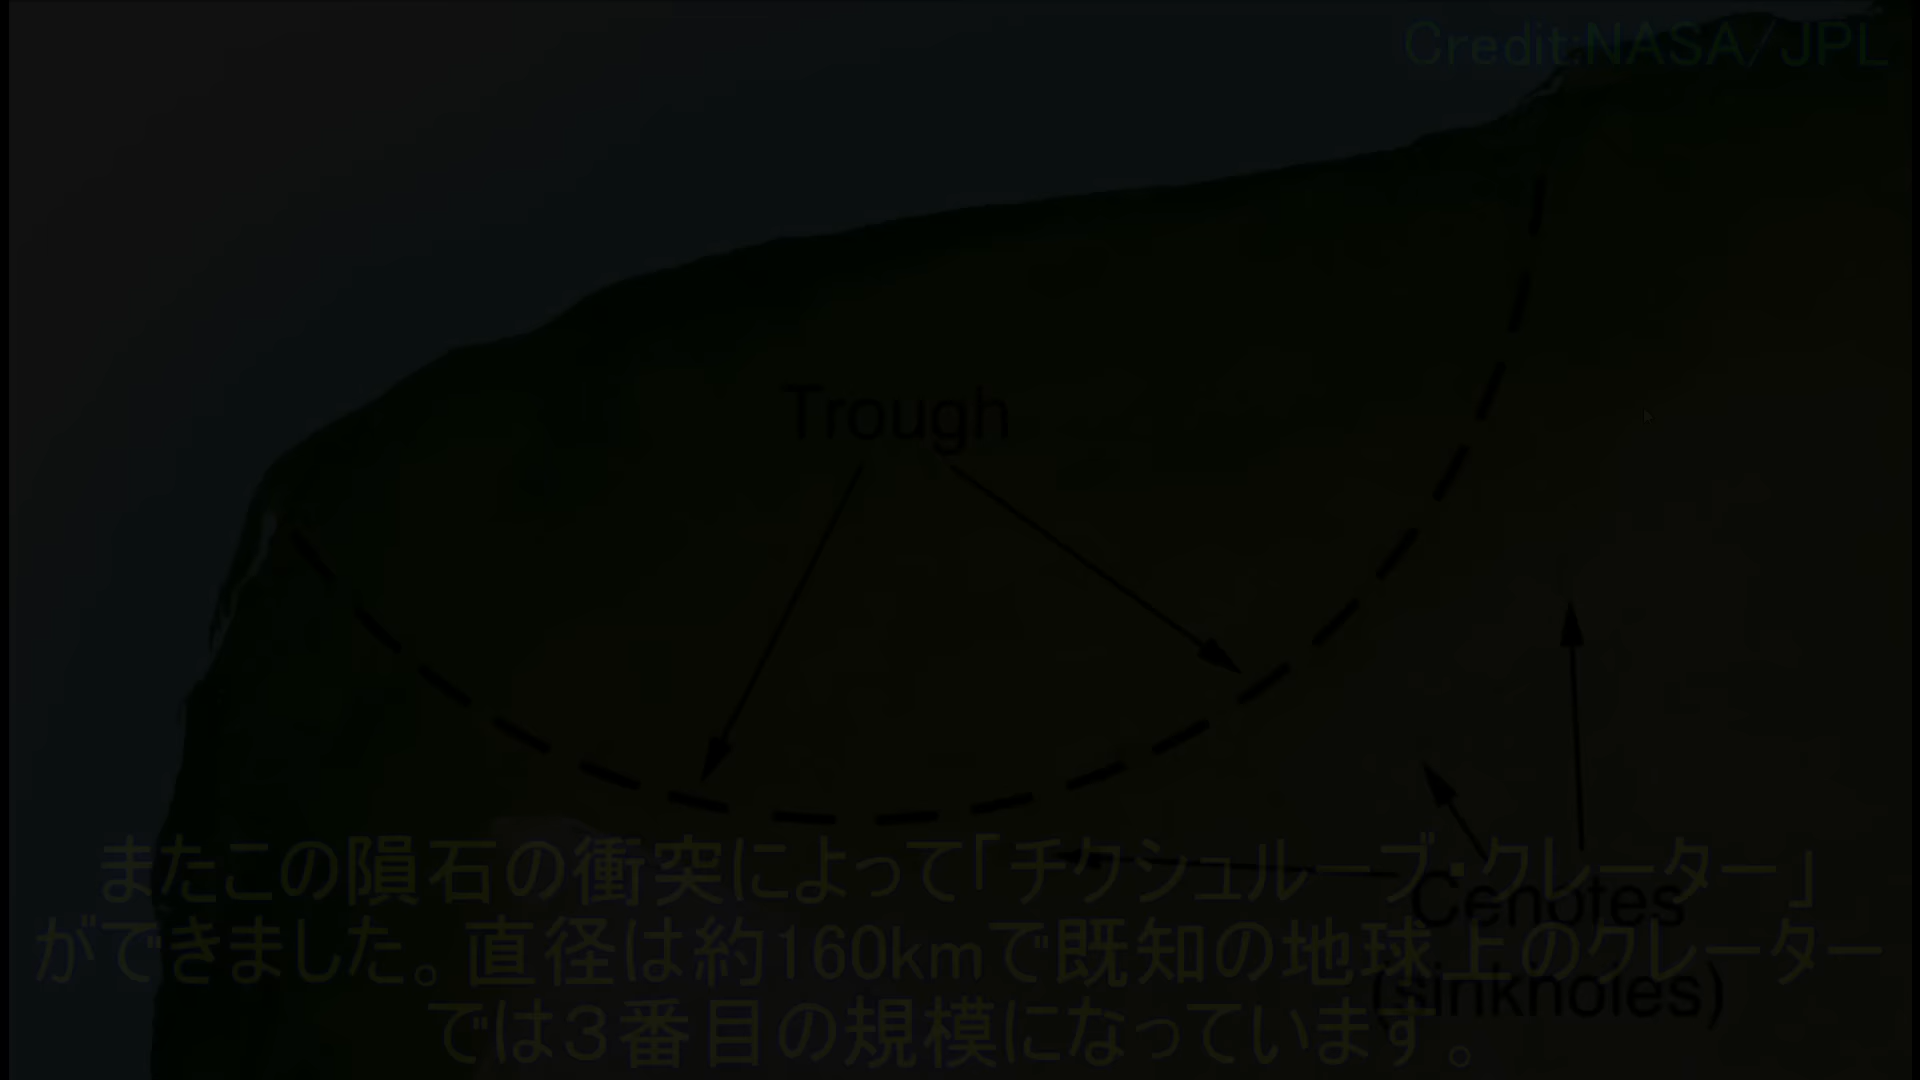 Credit:NASA/JPL
Trough
またこの隕石の衝突によって「チクシュルーブ・クレーター」
ができました。直径は約160kmで既知の地球上のクレーター
では３番目の規模になっています。
Cenotes
(sinkholes)